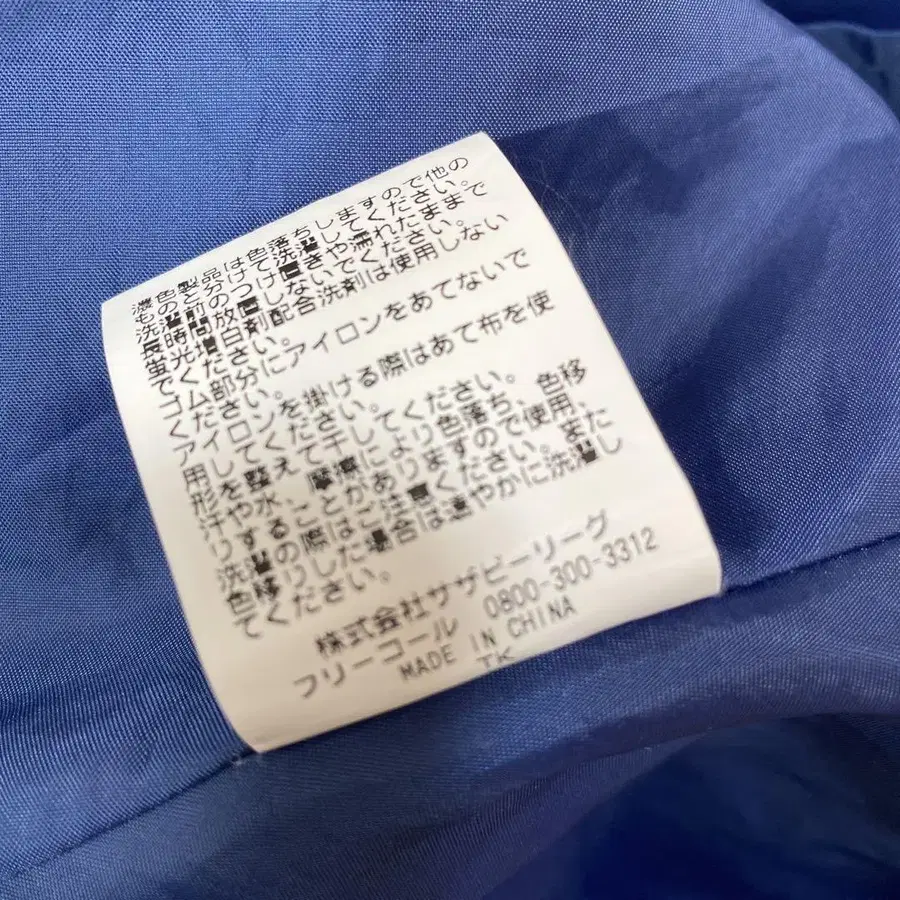 濃色製品は色落ちしますので他の
もの と分けて洗濯してください。
洗濯前のつけ置きや濡れたままで
長時間放置しないでください。
蛍光増白剤配合洗剤は使用しない
でください。
ゴム部分にアイロンをあてないで
ください。
アイロンを掛ける際はあて布を使
用してください。
形を整えて干してください。
汗や水、摩擦により色落ち、色移
りすることがありますので使用、
洗濯の際はご注意ください。また
色移りした場合は速やかに洗濯し
てください。
株式会社サザビーリーグ
フリーコール 0800-300-3312
MADE IN CHINA
TK